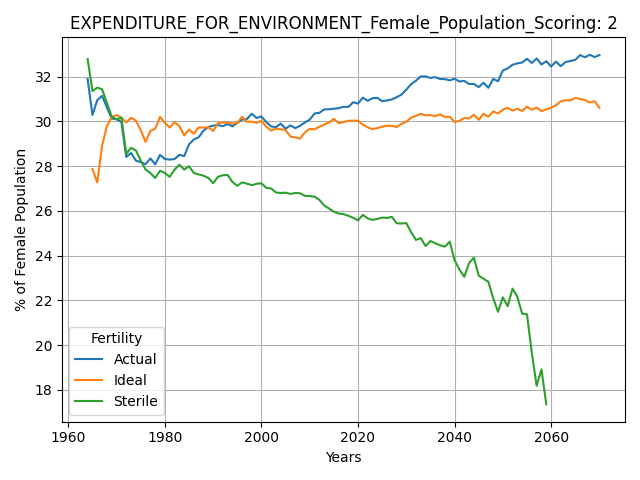 EXPENDITURE_FOR_ENVIRONMENT_Female_Population_Scoring: 2
% of Female Population
32
30
28
26
24
22
20
18
Fertility
Actual
Ideal
Sterile
1960 1980 2000 2020 2040 2060
Years